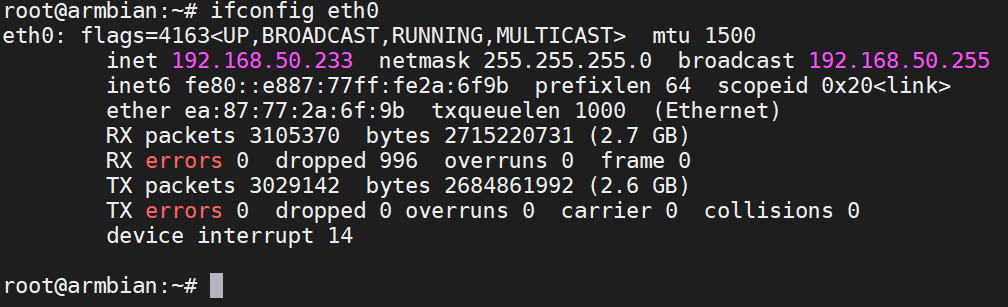 root@armbian:~# ifconfig eth0
eth0: flags=4163<UP,BROADCAST,RUNNING,MULTICAST>  mtu 1500
        inet 192.168.50.233  netmask 255.255.255.0  broadcast 192.168.50.255
        inet6 fe80::e887:77ff:fe2a:6f9b  prefixlen 64  scopeid 0x20<link>
        ether ea:87:77:2a:6f:9b  txqueuelen 1000  (Ethernet)
        RX packets 3105370  bytes 2715220731 (2.7 GB)
        RX errors 0  dropped 996  overruns 0  frame 0
        TX packets 3029142  bytes 2684861992 (2.6 GB)
        TX errors 0  dropped 0 overruns 0  carrier 0  collisions 0
        device interrupt 14
root@armbian:~#